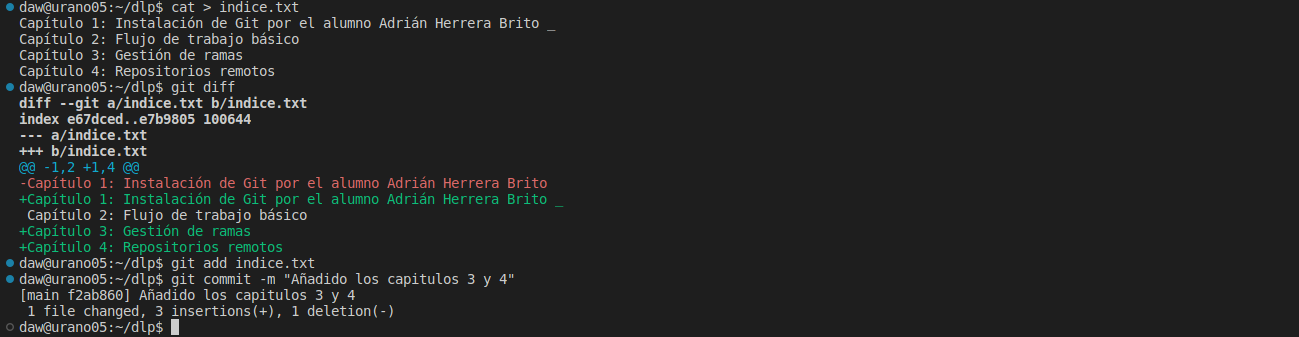 daw@urano05:~/dlp$ cat > indice.txt
Capítulo 1: Instalación de Git por el alumno Adrián Herrera Brito _
Capítulo 2: Flujo de trabajo básico
Capítulo 3: Gestión de ramas
Capítulo 4: Repositorios remotos
daw@urano05:~/dlp$ git diff
diff --git a/indice.txt b/indice.txt
index e67dced..e7b9805 100644
--- a/indice.txt
+++ b/indice.txt
@@ -1,2 +1,4 @@
-Capítulo 1: Instalación de Git por el alumno Adrián Herrera Brito
+Capítulo 1: Instalación de Git por el alumno Adrián Herrera Brito _
 Capítulo 2: Flujo de trabajo básico
+Capítulo 3: Gestión de ramas
+Capítulo 4: Repositorios remotos
daw@urano05:~/dlp$ git add indice.txt
daw@urano05:~/dlp$ git commit -m "Añadido los capitulos 3 y 4"
[main f2ab860] Añadido los capitulos 3 y 4
 1 file changed, 3 insertions(+), 1 deletion(-)
daw@urano05:~/dlp$